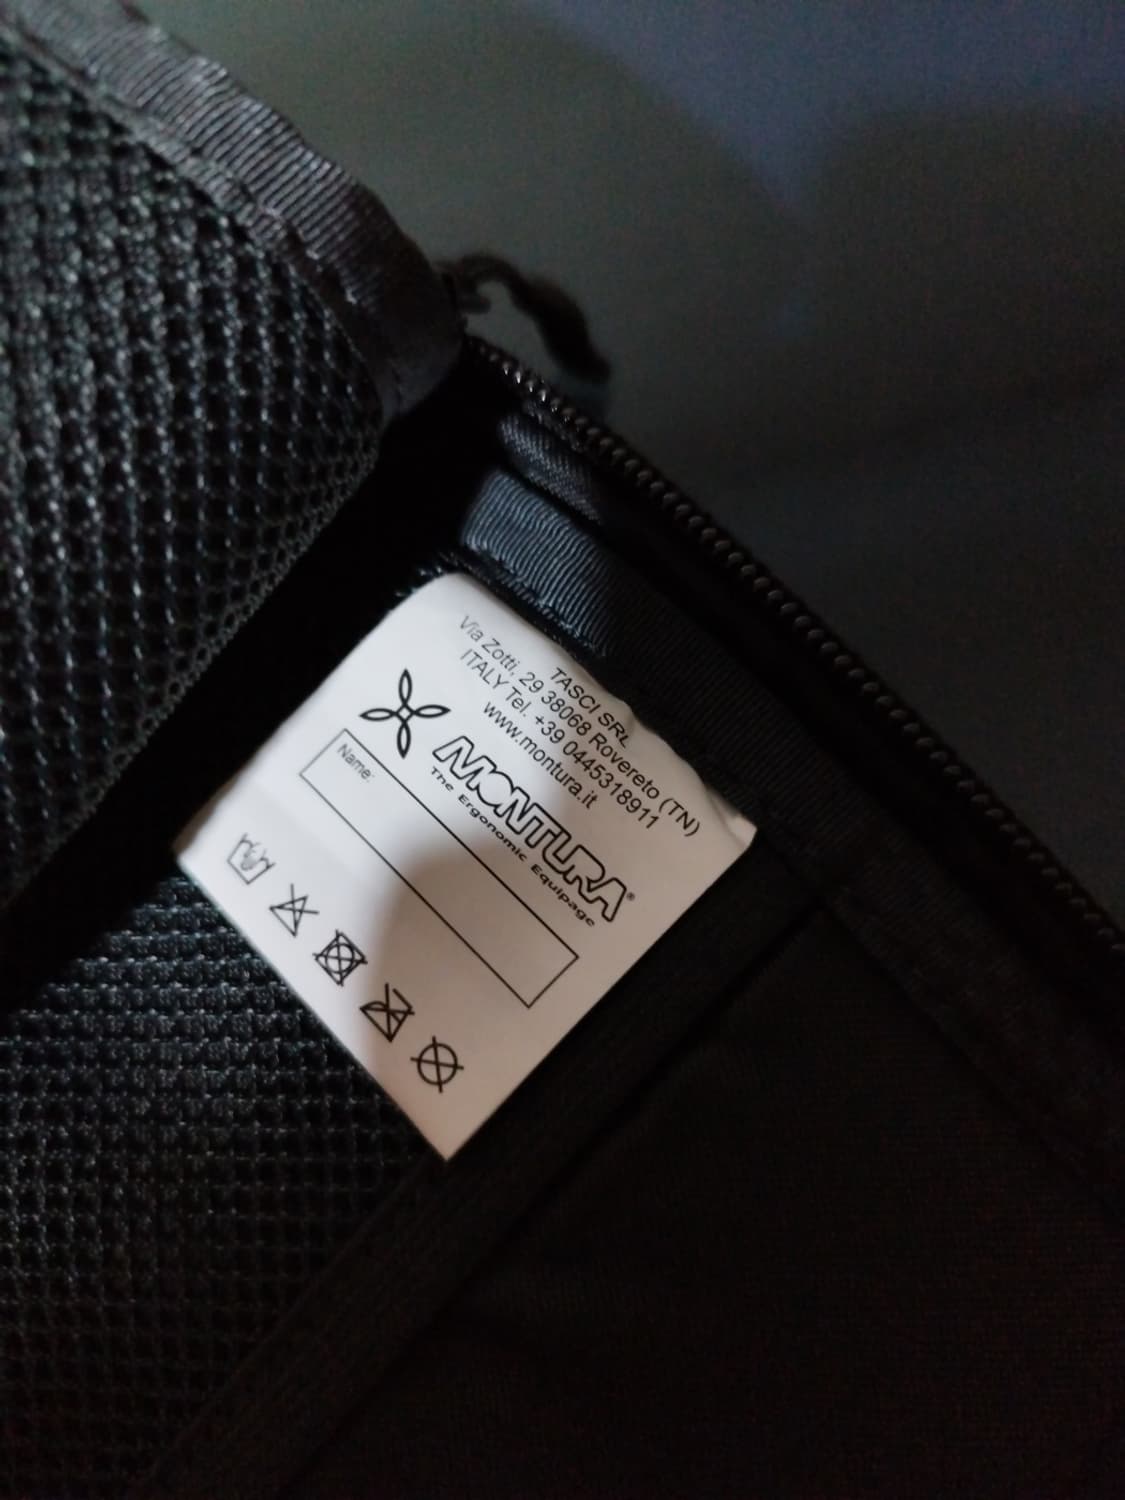 TASCI SRL
Via Zotti, 29 38068 Rovereto (TN)
ITALY Tel. +39 0445318911
www.montura.it
MONTURA®
The Ergonomic Equipage
Name: